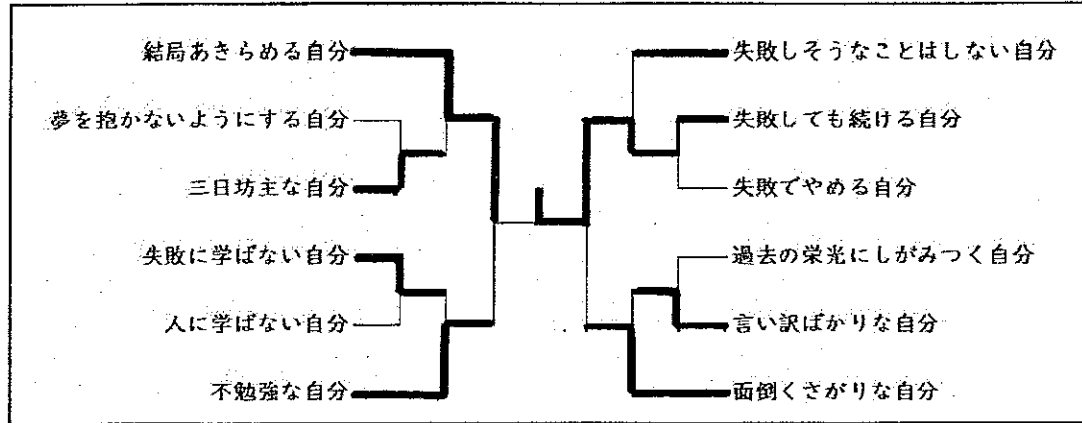 結局あきらめる自分
夢を抱かないようにする自分
三日坊主な自分
失敗に学ばない自分
人に学ばない自分
不勉強な自分
失敗しそうなことはしない自分
失敗しても続ける自分
失敗でやめる自分
過去の栄光にしがみつく自分
言い訳ばかりな自分
面倒くさがりな自分